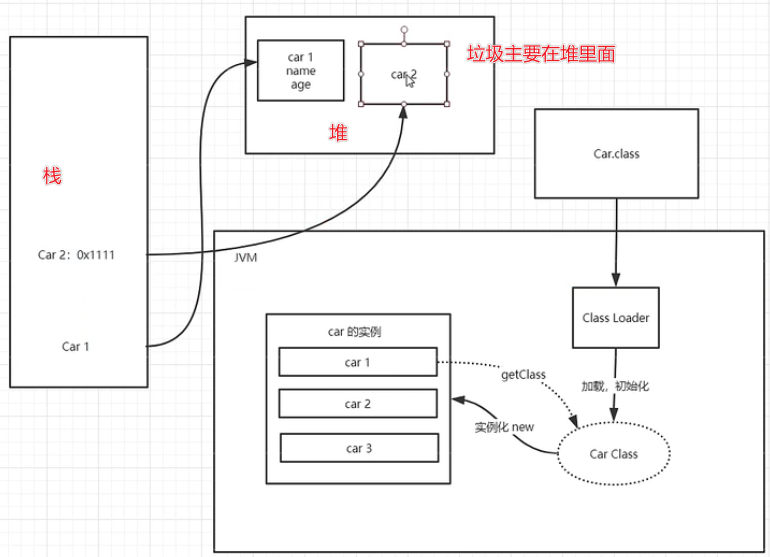 car 1
name
age
car 2
垃圾主要在堆里面
堆
栈
Car 2：0x1111
Car 1
Car.class
JVM
Class Loader
加载，初始化
Car Class
car 的实例
car 1
car 2
car 3
getClass
实例化 new